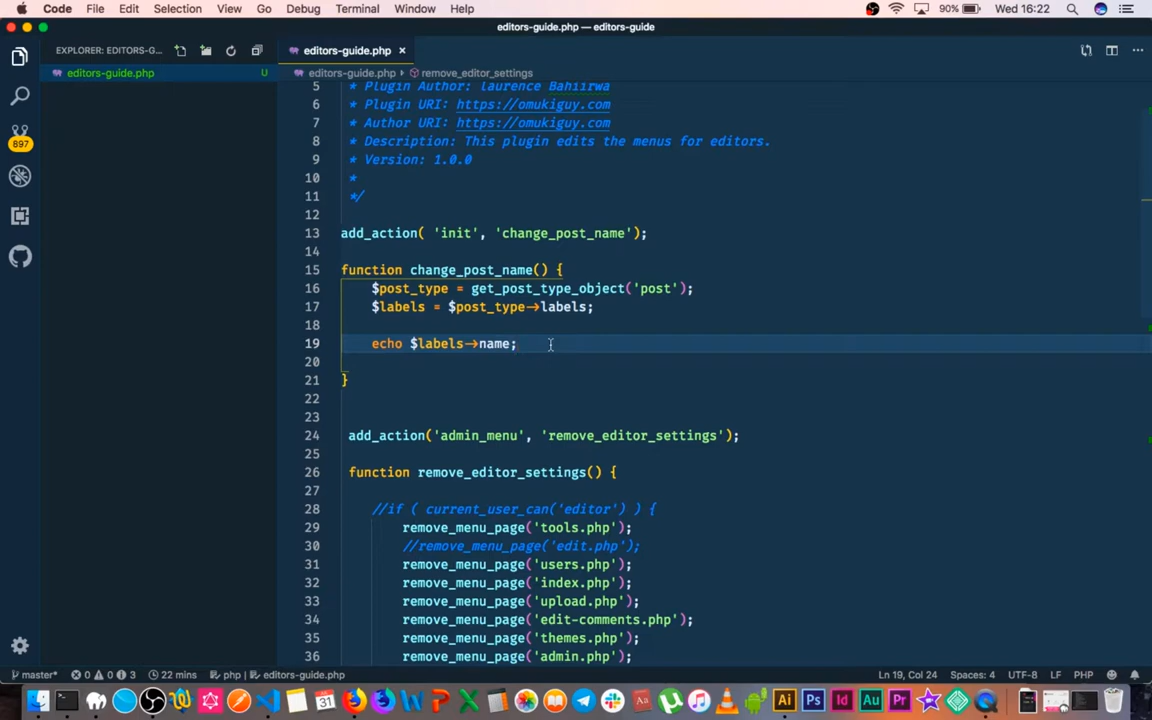 Code File Edit Selection View Go Debug Terminal Window Help 90% Wed 16:22
editors-guide.php — editors-guide
EXPLORER: EDITORS-G...
editors-guide.php
editors-guide.php U
editors-guide.php › remove_editor_settings
5 * Plugin Author: laurence Bahiirwa
6 * Plugin URI: https://omukiguy.com
7 * Author URI: https://omukiguy.com
8 * Description: This plugin edits the menus for editors.
9 * Version: 1.0.0
10 *
11 */
12
13 add_action( 'init', 'change_post_name');
14
15 function change_post_name() {
16 $post_type = get_post_type_object('post');
17 $labels = $post_type->labels;
18
19 echo $labels->name;
20
21 }
22
23
24 add_action('admin_menu', 'remove_editor_settings');
25
26 function remove_editor_settings() {
27
28 //if ( current_user_can('editor') ) {
29 remove_menu_page('tools.php');
30 //remove_menu_page('edit.php');
31 remove_menu_page('users.php');
32 remove_menu_page('index.php');
33 remove_menu_page('upload.php');
34 remove_menu_page('edit-comments.php');
35 remove_menu_page('themes.php');
36 remove_menu_page('admin.php');
897
master* 0 0 3 22 minutes php | editors-guide.php Ln 19, Col 24 Spaces: 4 UTF-8 LF PHP
Ai Ps Id Au Pr